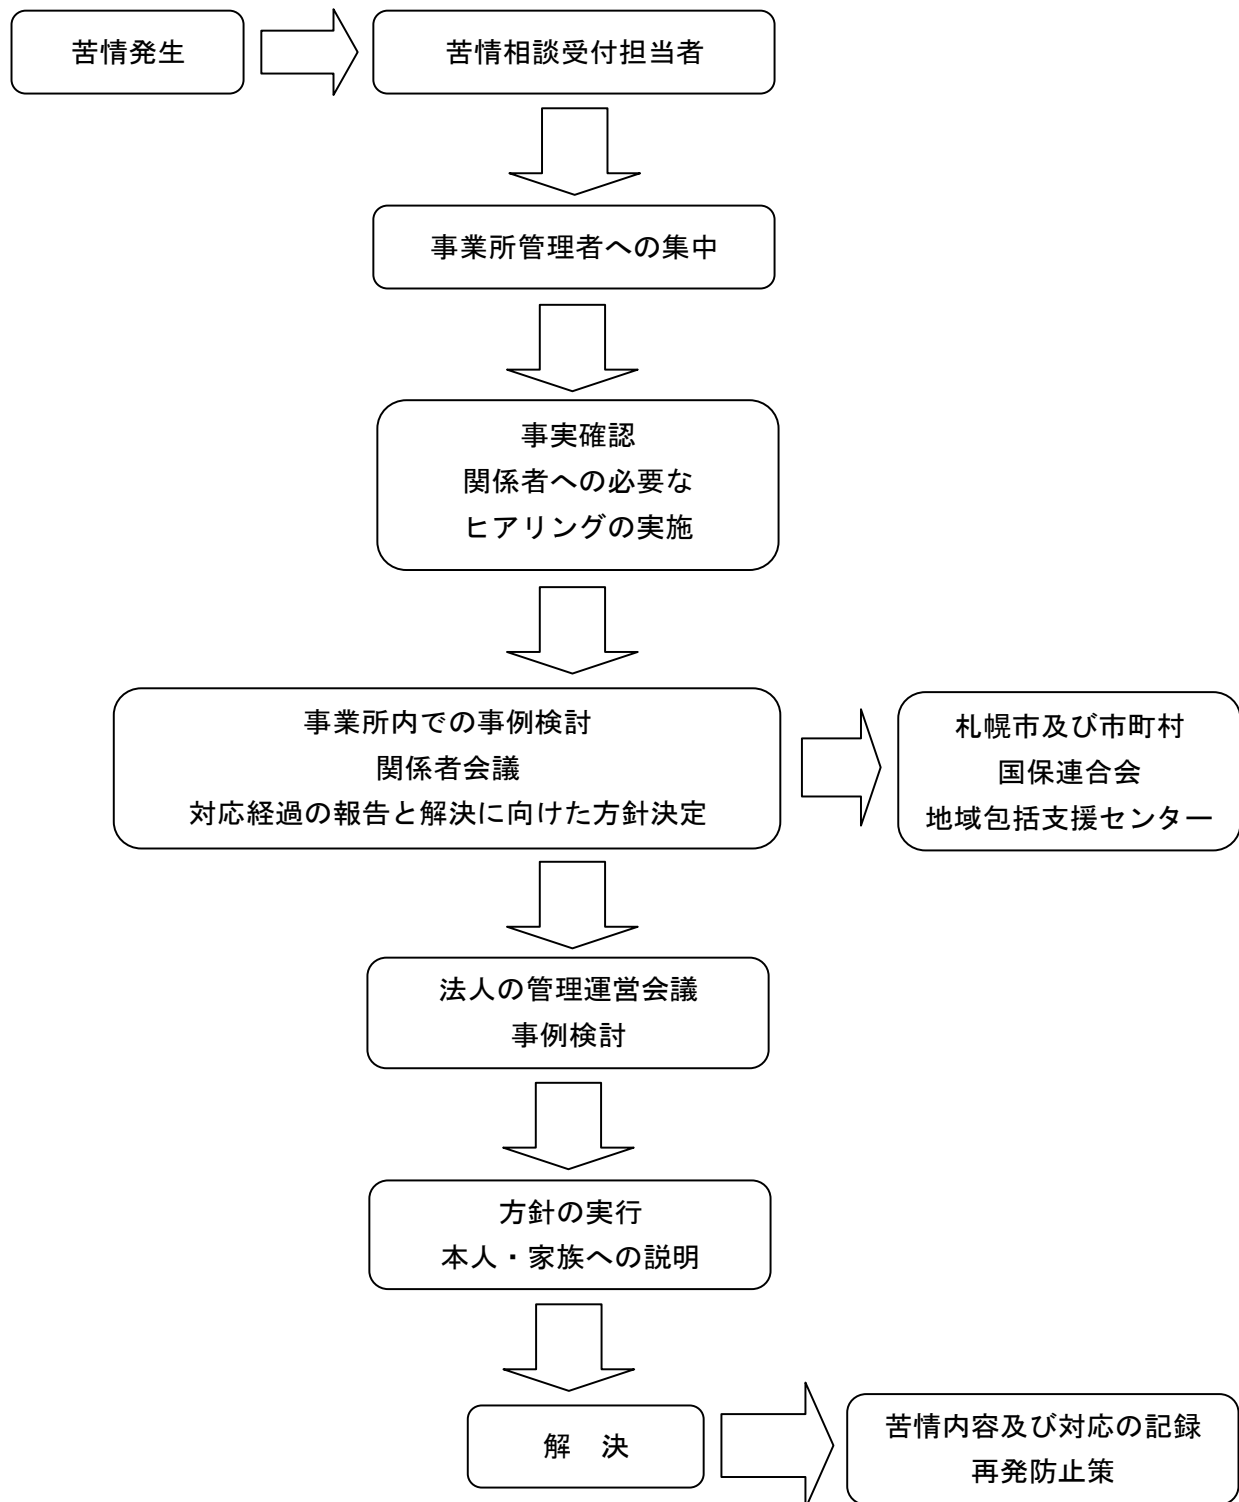 苦情発生
苦情相談受付担当者
事業所管理者への集中
事実確認
関係者への必要な
ヒアリングの実施
事業所内での事例検討
関係者会議
対応経過の報告と解決に向けた方針決定
札幌市及び市町村
国保連合会
地域包括支援センター
法人の管理運営会議
事例検討
方針の実行
本人・家族への説明
解　決
苦情内容及び対応の記録
再発防止策